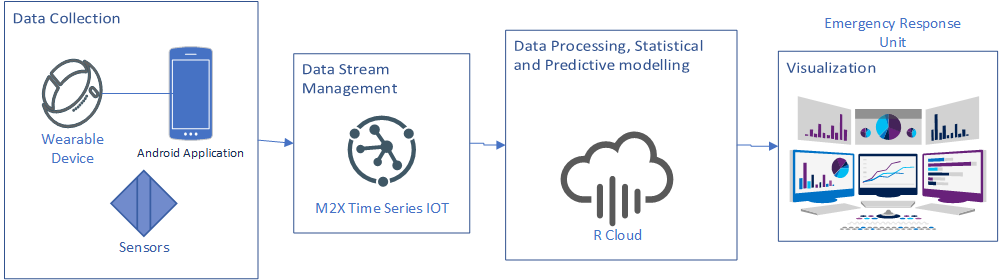 Data Collection
Wearable
Device
Android Application
Sensors
Data Stream
Management
M2X Time Series IOT
Data Processing, Statistical
and Predictive modelling
R Cloud
Emergency Response
Unit
Visualization